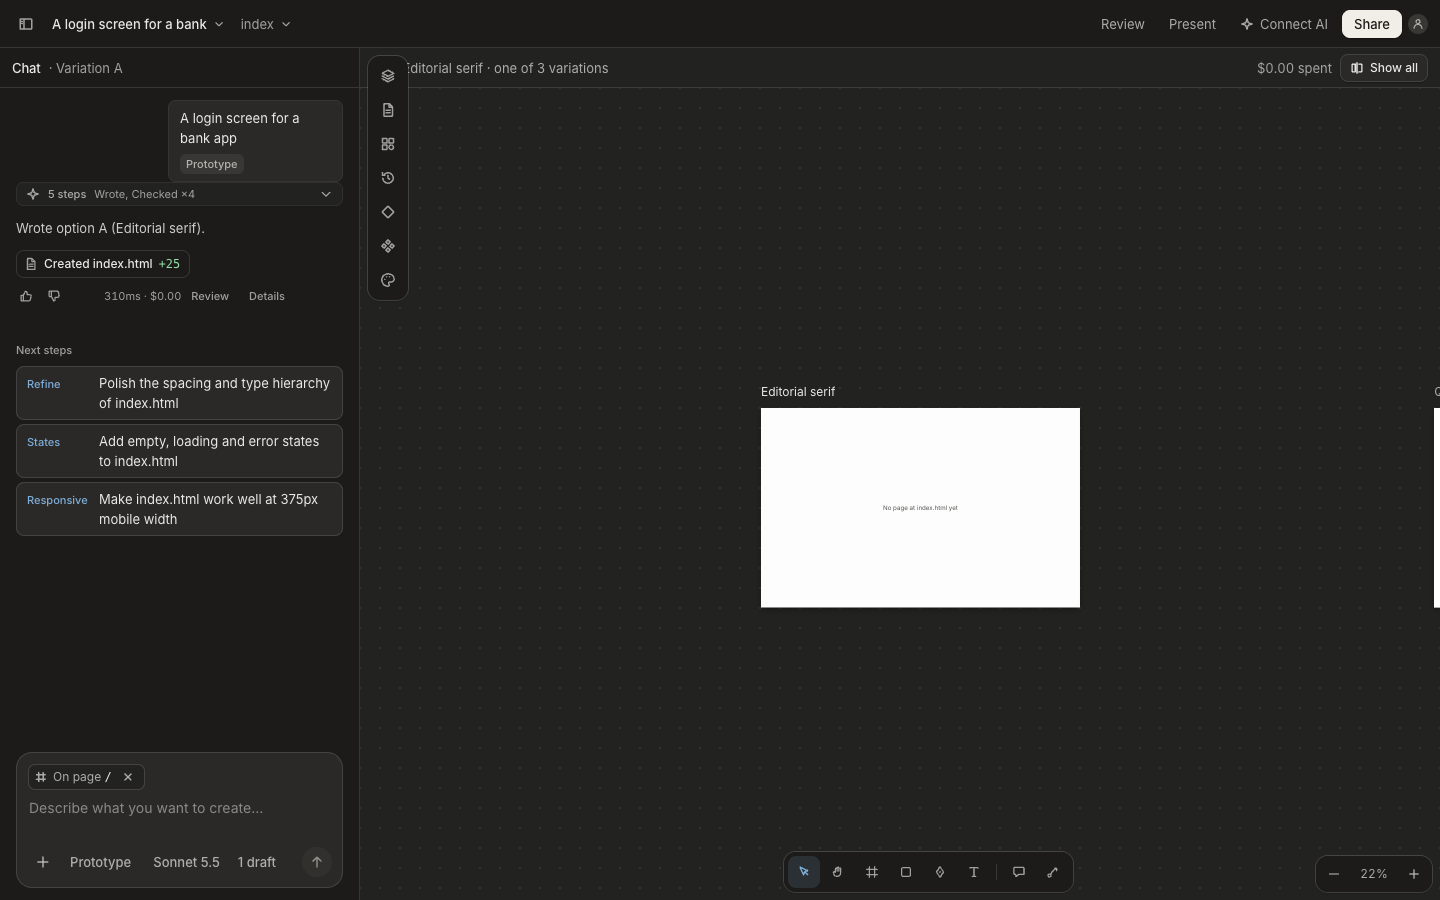 A login screen for a bank
index
Review
Present
Connect AI
Share
Chat · Variation A
Editorial serif · one of 3 variations
$0.00 spent
Show all
A login screen for a
bank app
Prototype
5 steps Wrote, Checked ×4
Wrote option A (Editorial serif).
Created index.html +25
310ms · $0.00 Review Details
Next steps
Refine
Polish the spacing and type hierarchy
of index.html
States
Add empty, loading and error states
to index.html
Responsive
Make index.html work well at 375px
mobile width
Editorial serif
No page at index.html yet
On page /
Describe what you want to create...
Prototype
Sonnet 5.5
1 draft
22%